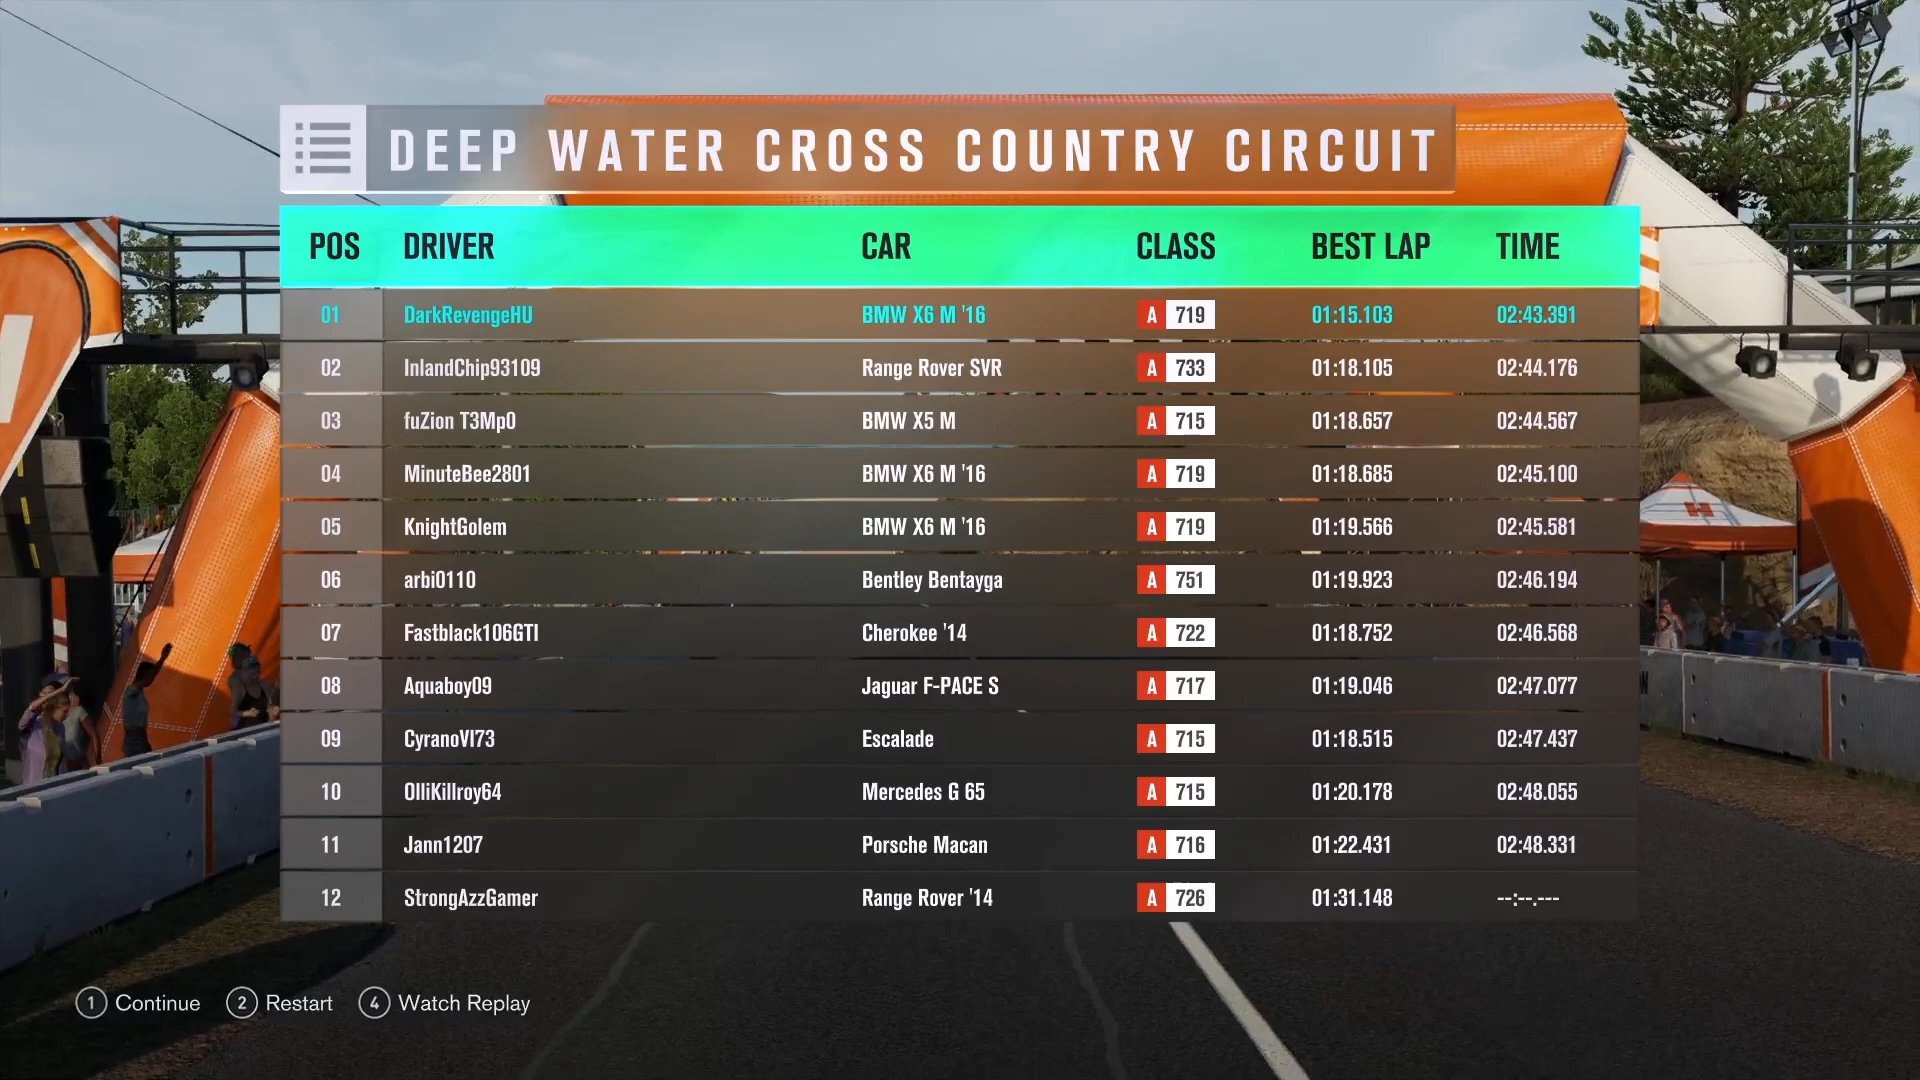 DEEP WATER CROSS COUNTRY CIRCUIT
POS DRIVER CAR CLASS BEST LAP TIME
01 DarkRevengeHU BMW X6 M '16 A 719 01:15.103 02:43.391
02 InlandChip93109 Range Rover SVR A 733 01:18.105 02:44.176
03 fuZion T3Mp0 BMW X5 M A 715 01:18.657 02:44.567
04 MinuteBee2801 BMW X6 M '16 A 719 01:18.685 02:45.100
05 KnightGolem BMW X6 M '16 A 719 01:19.566 02:45.581
06 arbi0110 Bentley Bentayga A 751 01:19.923 02:46.194
07 Fastblack106GTI Cherokee '14 A 722 01:18.752 02:46.568
08 Aquaboy09 Jaguar F-PACE S A 717 01:19.046 02:47.077
09 CyranoVI73 Escalade A 715 01:18.515 02:47.437
10 OlliKillroy64 Mercedes G 65 A 715 01:20.178 02:48.055
11 Jann1207 Porsche Macan A 716 01:22.431 02:48.331
12 StrongAzzGamer Range Rover '14 A 726 01:31.148 --:--.---
1 Continue 2 Restart 4 Watch Replay